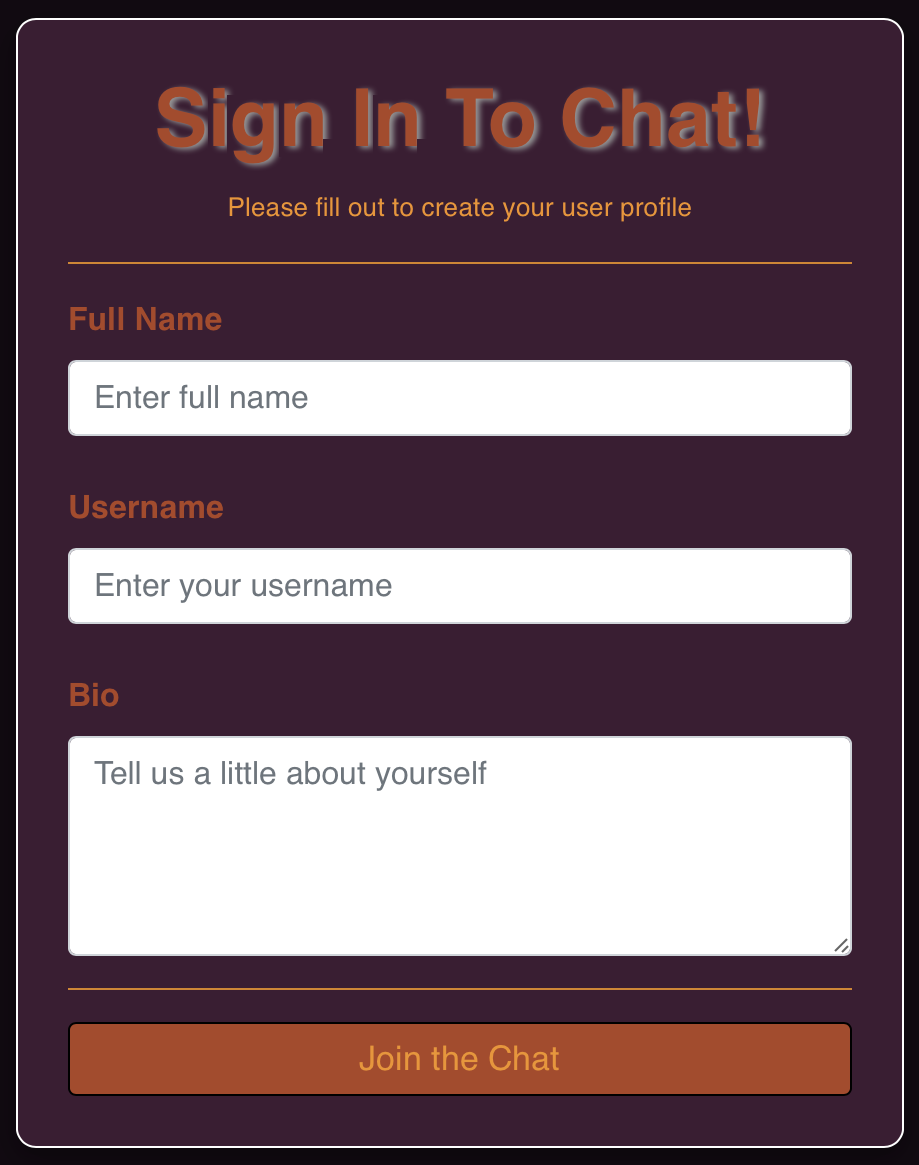 Sign In To Chat!
Please fill out to create your user profile
Full Name
Enter full name
Username
Enter your username
Bio
Tell us a little about yourself
Join the Chat